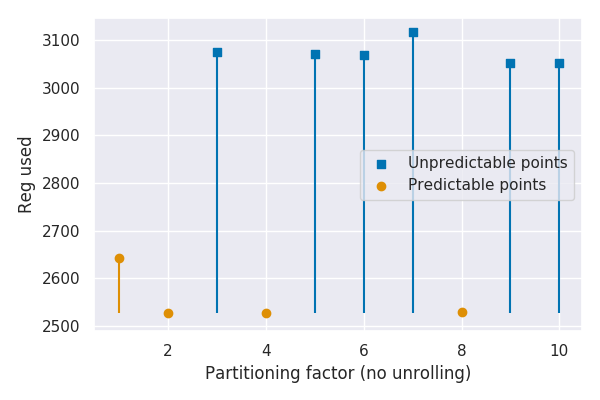 3100
3000
2900
2800
2700
2600
2500
Reg used
Unpredictable points
Predictable points
2 4 6 8 10
Partitioning factor (no unrolling)